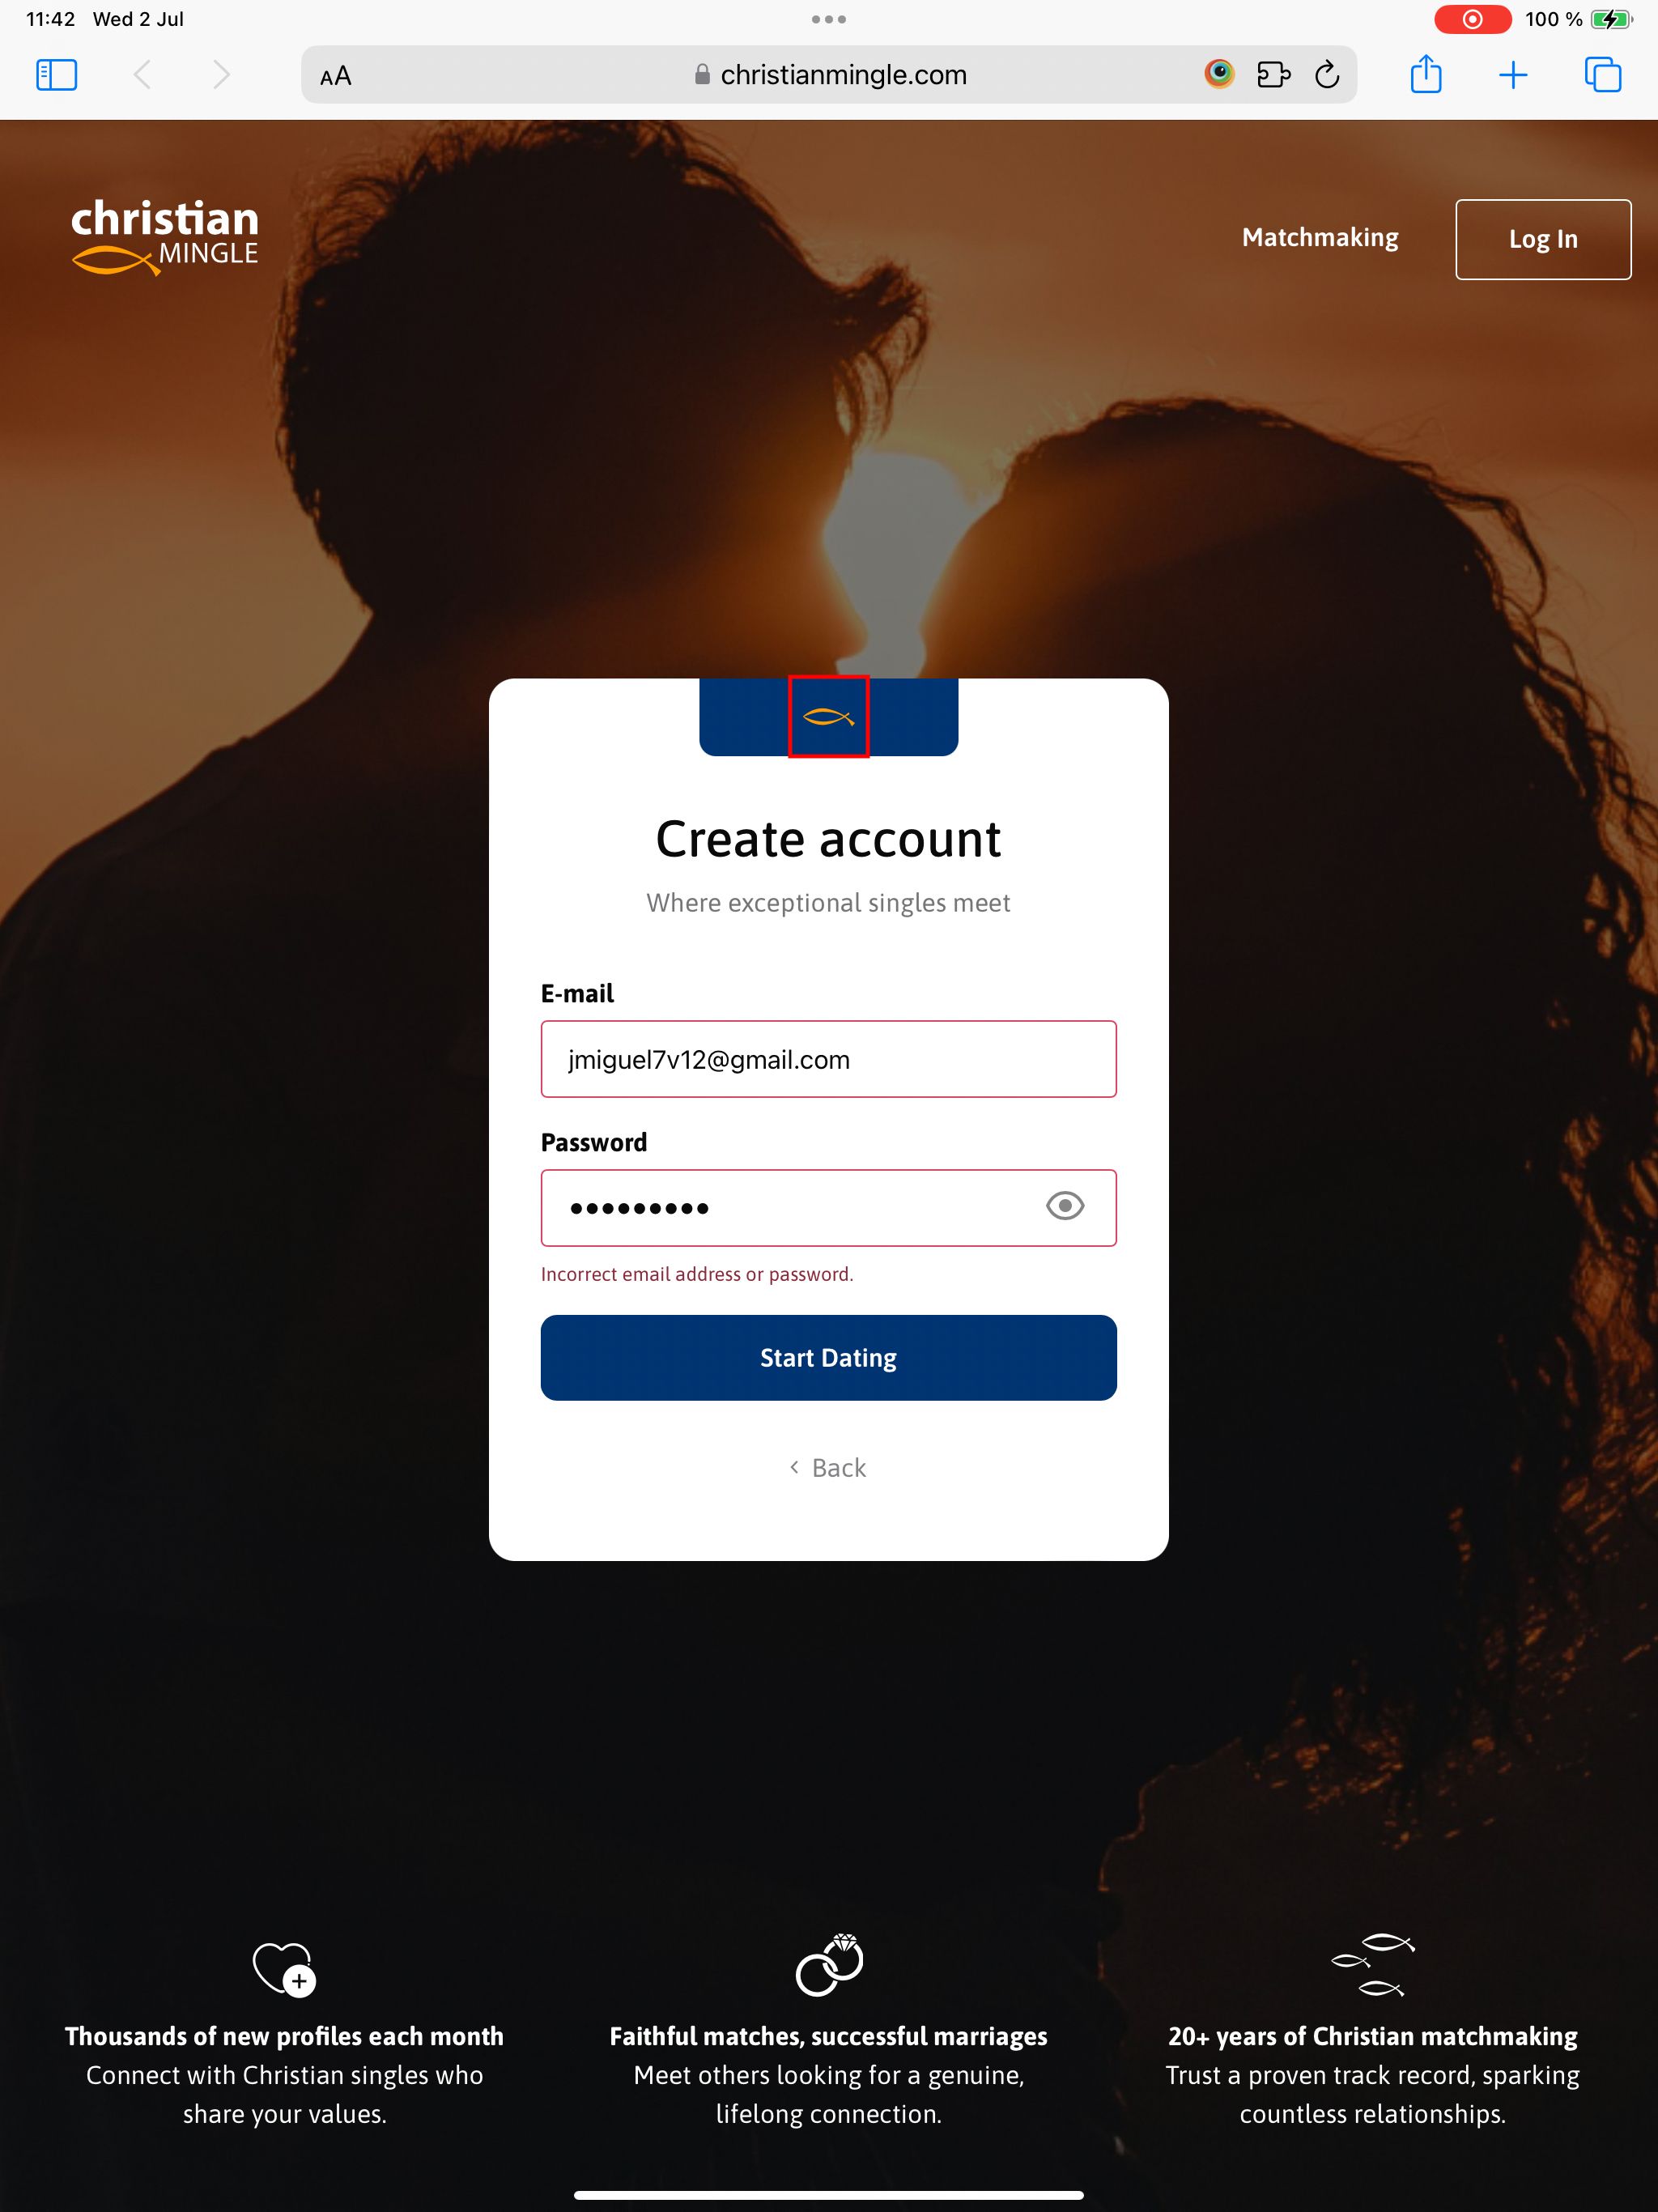 11:42 Wed 2 Jul
100 %
AA
christianmingle.com
christian
MINGLE
Matchmaking
Log In
Create account
Where exceptional singles meet
E-mail
jmiguel7v12@gmail.com
Password
Incorrect email address or password.
Start Dating
Back
Thousands of new profiles each month
Connect with Christian singles who
share your values.
Faithful matches, successful marriages
Meet others looking for a genuine,
lifelong connection.
20+ years of Christian matchmaking
Trust a proven track record, sparking
countless relationships.